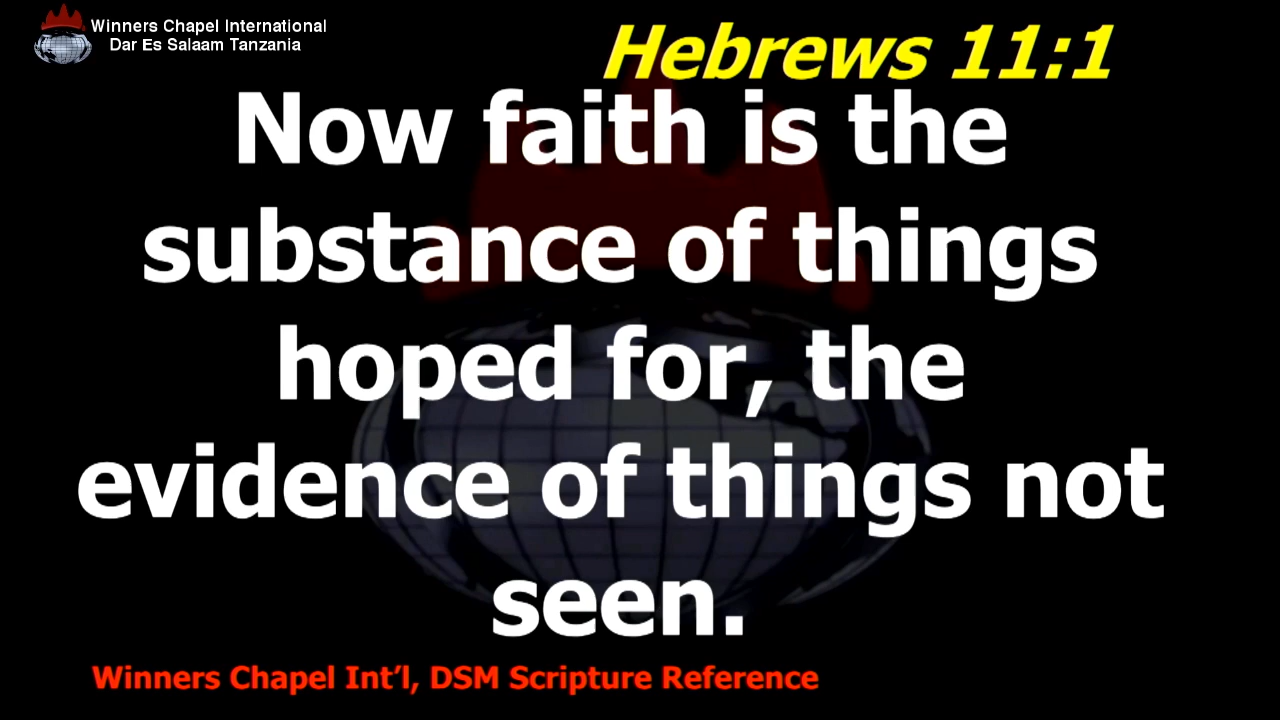 Winners Chapel International
Dar Es Salaam Tanzania
Hebrews 11:1
Now faith is the
substance of things
hoped for, the
evidence of things not
seen.
Winners Chapel Int’l, DSM Scripture Reference